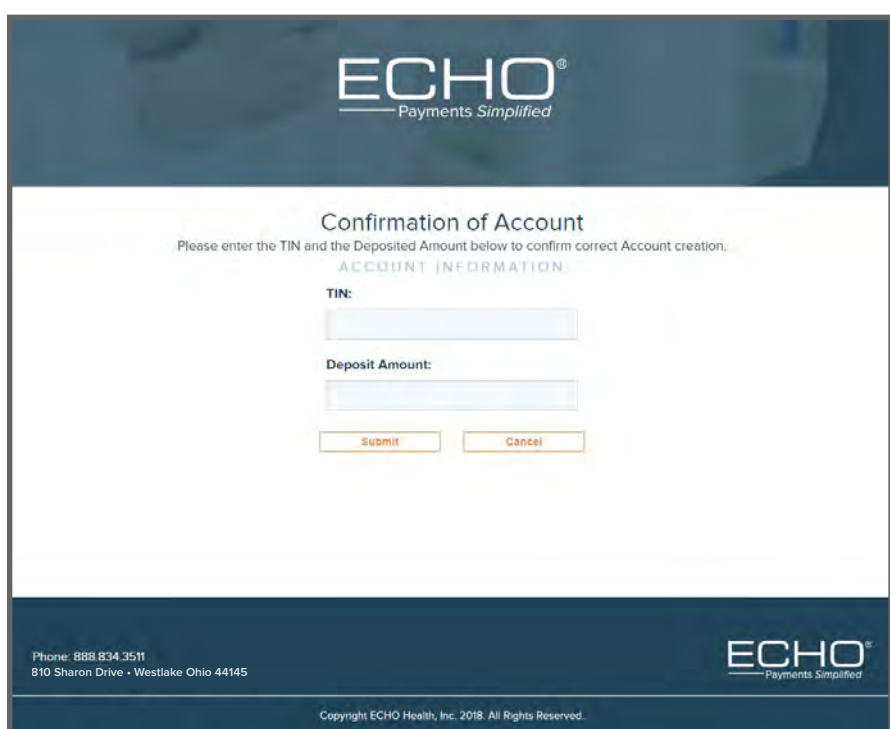 ECHO®
Payments Simplified
Confirmation of Account
Please enter the TIN and the Deposited Amount below to confirm correct Account creation.
ACCOUNT INFORMATION
TIN:
Deposit Amount:
Submit Cancel
Phone: 888.834.3511
810 Sharon Drive • Westlake Ohio 44145
ECHO®
Payments Simplified
Copyright ECHO Health, Inc. 2018. All Rights Reserved.